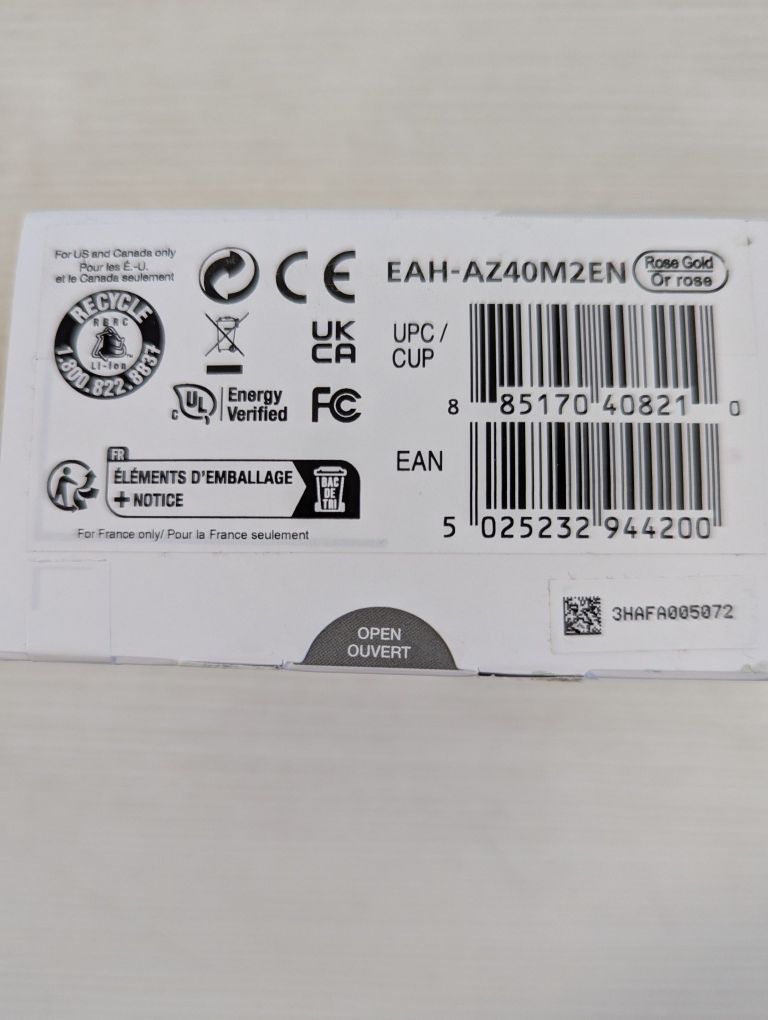 For US and Canada only
Pour les É.-U.
et le Canada seulement
RECYCLE
RBRC
Li-Ion
1.800.822.8837
CE
UK
CA
c UL Energy
Verified
FC
EAH-AZ40M2EN
Rose Gold
Or rose
UPC /
CUP
8 85170 40821 0
EAN
5 025232 944200
FR
ÉLÉMENTS D'EMBALLAGE
+ NOTICE
BAC
DE
TRI
For France only/ Pour la France seulement
3HAFA005072
OPEN
OUVERT